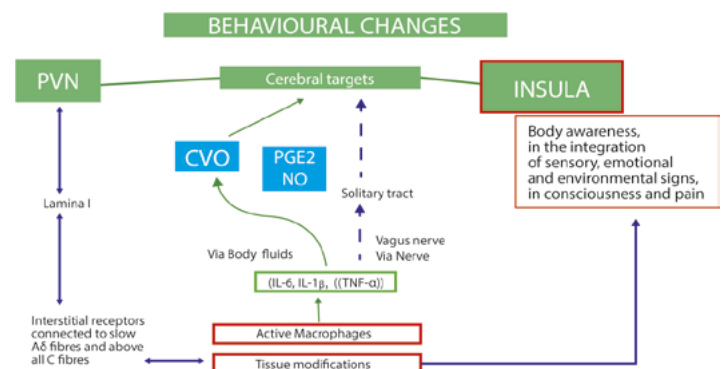 BEHAVIOURAL CHANGES
PVN
Cerebral targets
INSULA
Body awareness,
in the integration
of sensory, emotional
and environmental signs,
in consciousness and pain
CVO
PGE2
NO
Solitary tract
Lamina I
Vagus nerve
Via Nerve
Via Body fluids
(IL-6, IL-1β, ((TNF-α))
Interstitial receptors
connected to slow
Aδ fibres and above
all C fibres
Active Macrophages
Tissue modifications